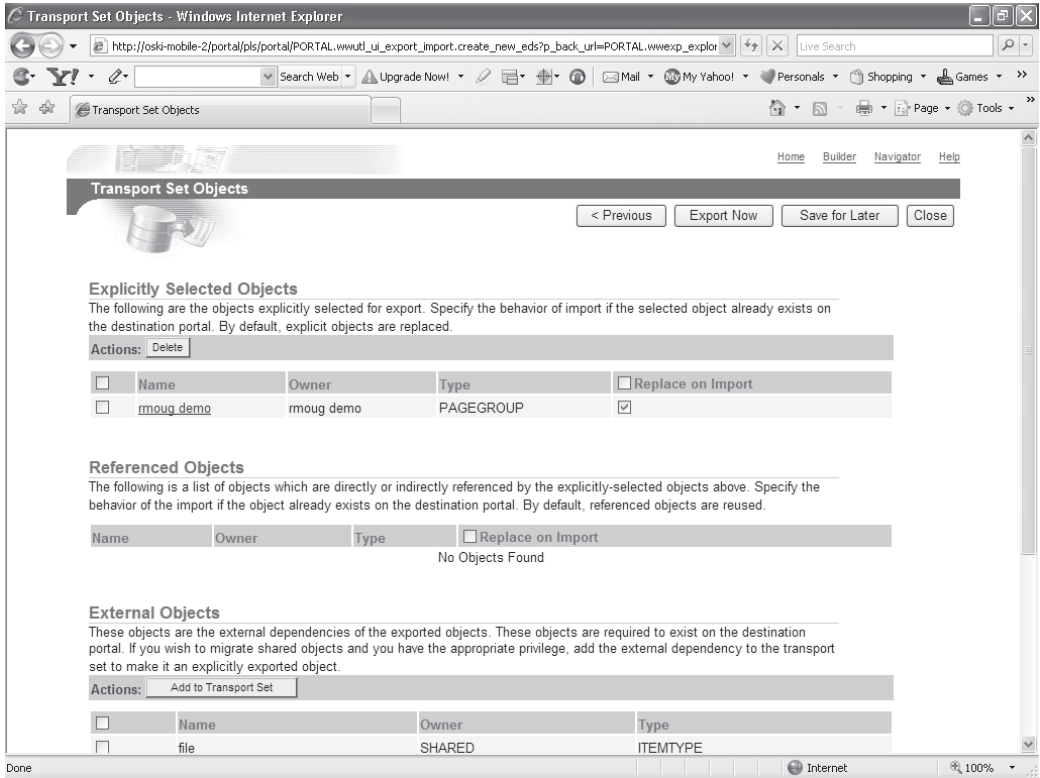 Transport Set Objects - Windows Internet Explorer
http://oski-mobile-2/portal/pls/portal/PORTAL.wwutl_ui_export_import.create_new_eds?p_back_url=PORTAL.wwexp_explor
Live Search
Y! Search Web Upgrade Now! Mail My Yahoo! Personals Shopping Games »
Transport Set Objects
Page Tools »
Home Builder Navigator Help
Transport Set Objects
< Previous Export Now Save for Later Close
Explicitly Selected Objects
The following are the objects explicitly selected for export. Specify the behavior of import if the selected object already exists on
the destination portal. By default, explicit objects are replaced.
Actions: Delete
Name Owner Type Replace on Import
rmoug demo rmoug demo PAGEGROUP
Referenced Objects
The following is a list of objects which are directly or indirectly referenced by the explicitly-selected objects above. Specify the
behavior of the import if the object already exists on the destination portal. By default, referenced objects are reused.
Name Owner Type Replace on Import
No Objects Found
External Objects
These objects are the external dependencies of the exported objects. These objects are required to exist on the destination
portal. If you wish to migrate shared objects and you have the appropriate privilege, add the external dependency to the transport
set to make it an explicitly exported object.
Actions: Add to Transport Set
Name Owner Type
file SHARED ITEMTYPE
Done Internet 100%